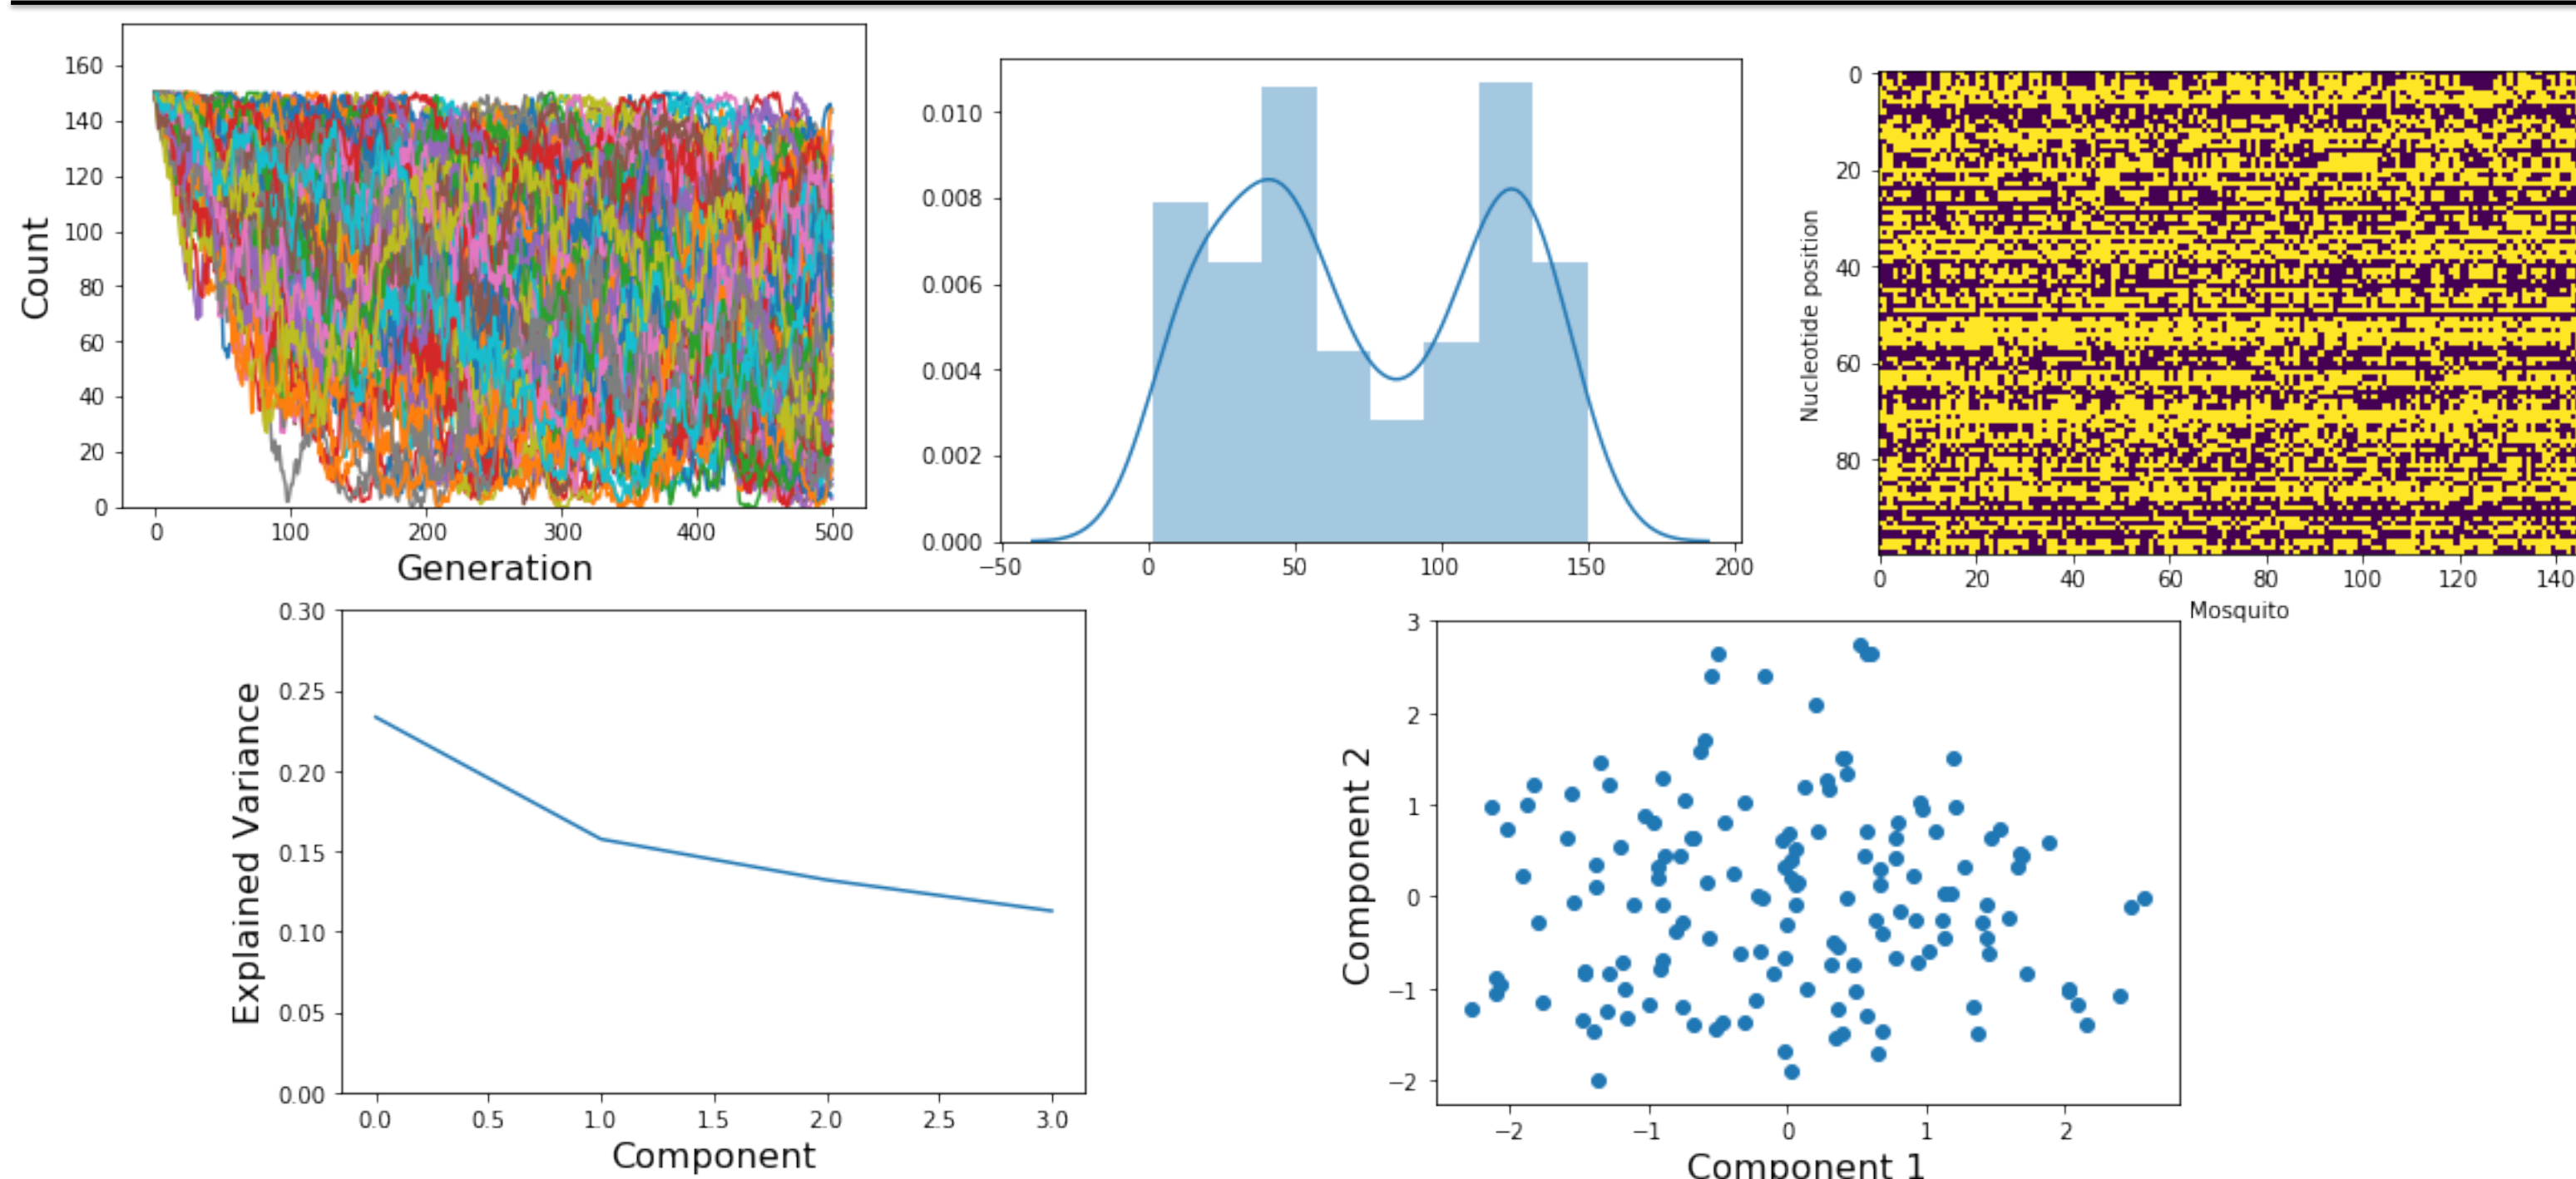 160
140
120
100
80
60
40
20
0
Count
0 100 200 300 400 500
Generation
0.010
0.008
0.006
0.004
0.002
0.000
−50 0 50 100 150 200
0
20
40
60
80
Nucleotide position
0 20 40 60 80 100 120 140
Mosquito
0.30
0.25
0.20
0.15
0.10
0.05
0.00
Explained Variance
0.0 0.5 1.0 1.5 2.0 2.5 3.0
Component
3
2
1
0
−1
−2
Component 2
−2 −1 0 1 2
Component 1